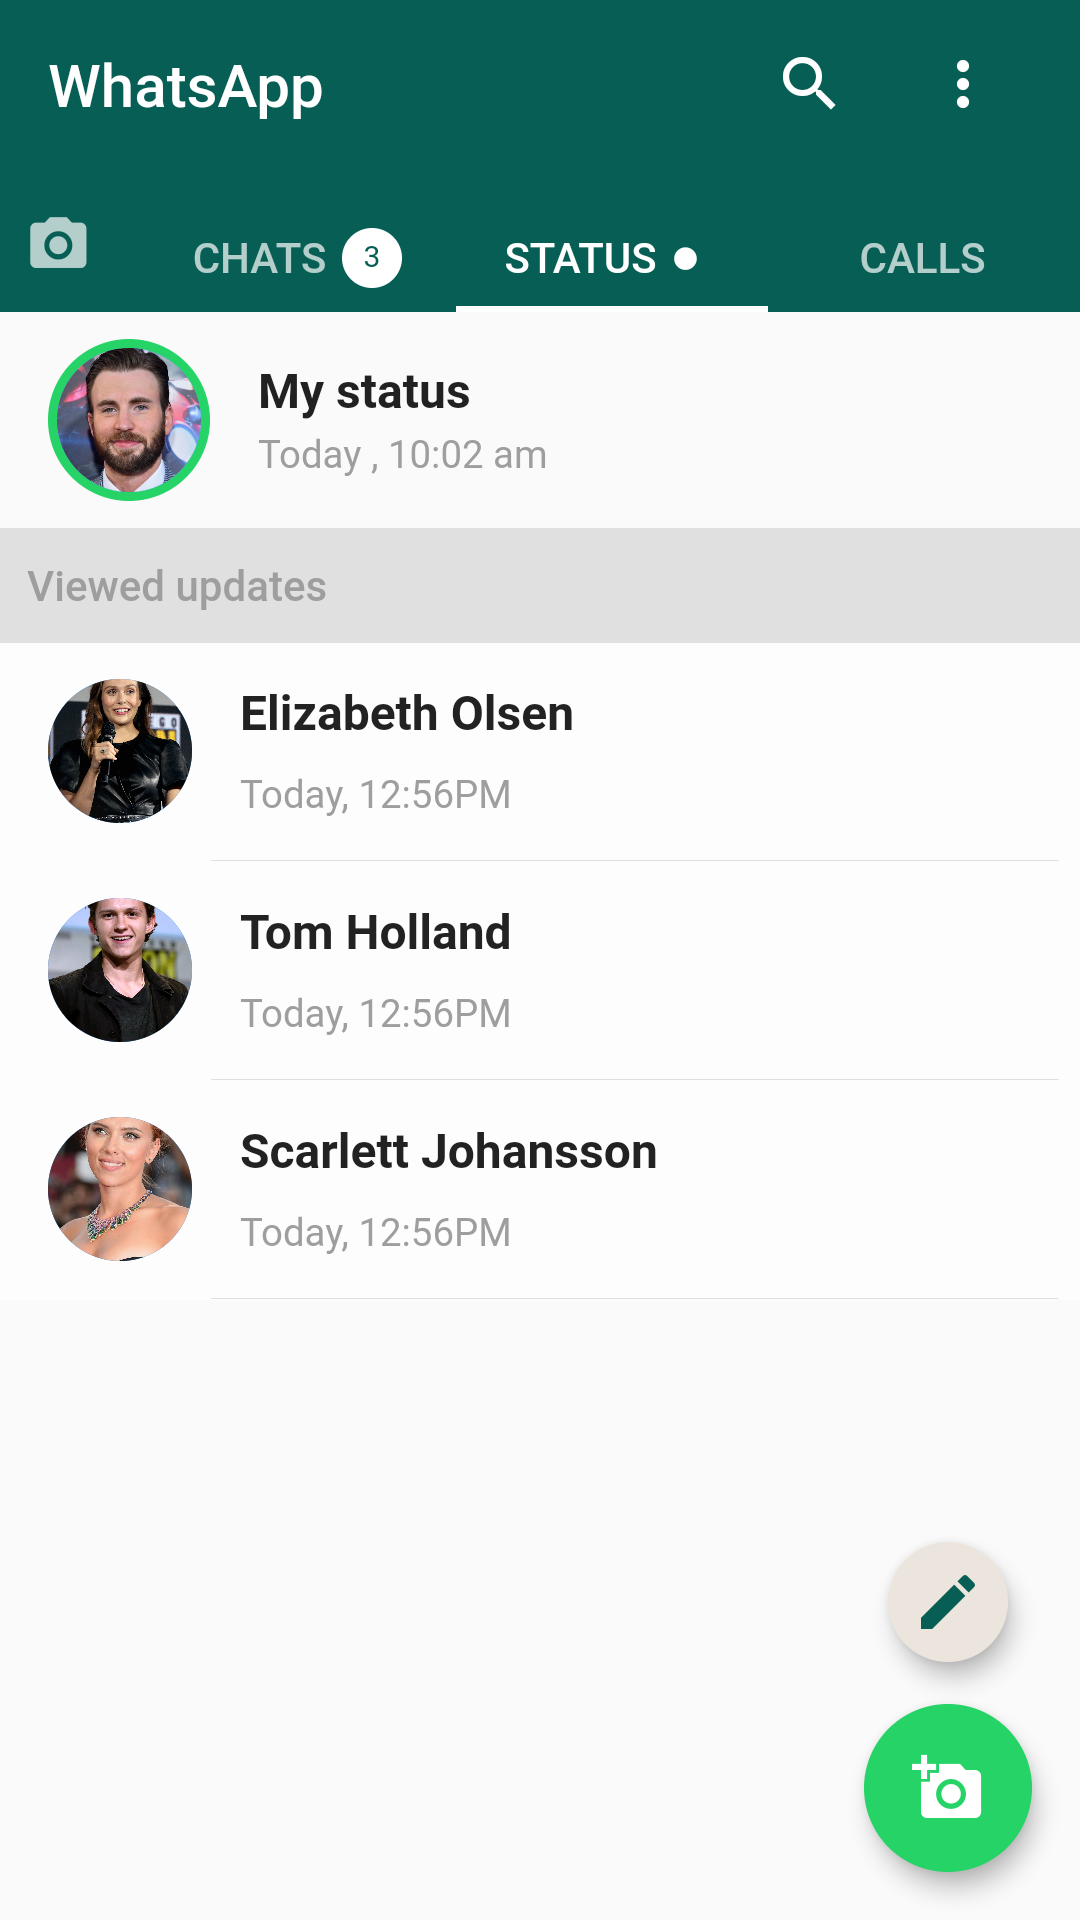 WhatsApp
CHATS 3 STATUS CALLS
My status
Today , 10:02 am
Viewed updates
Elizabeth Olsen
Today, 12:56PM
Tom Holland
Today, 12:56PM
Scarlett Johansson
Today, 12:56PM